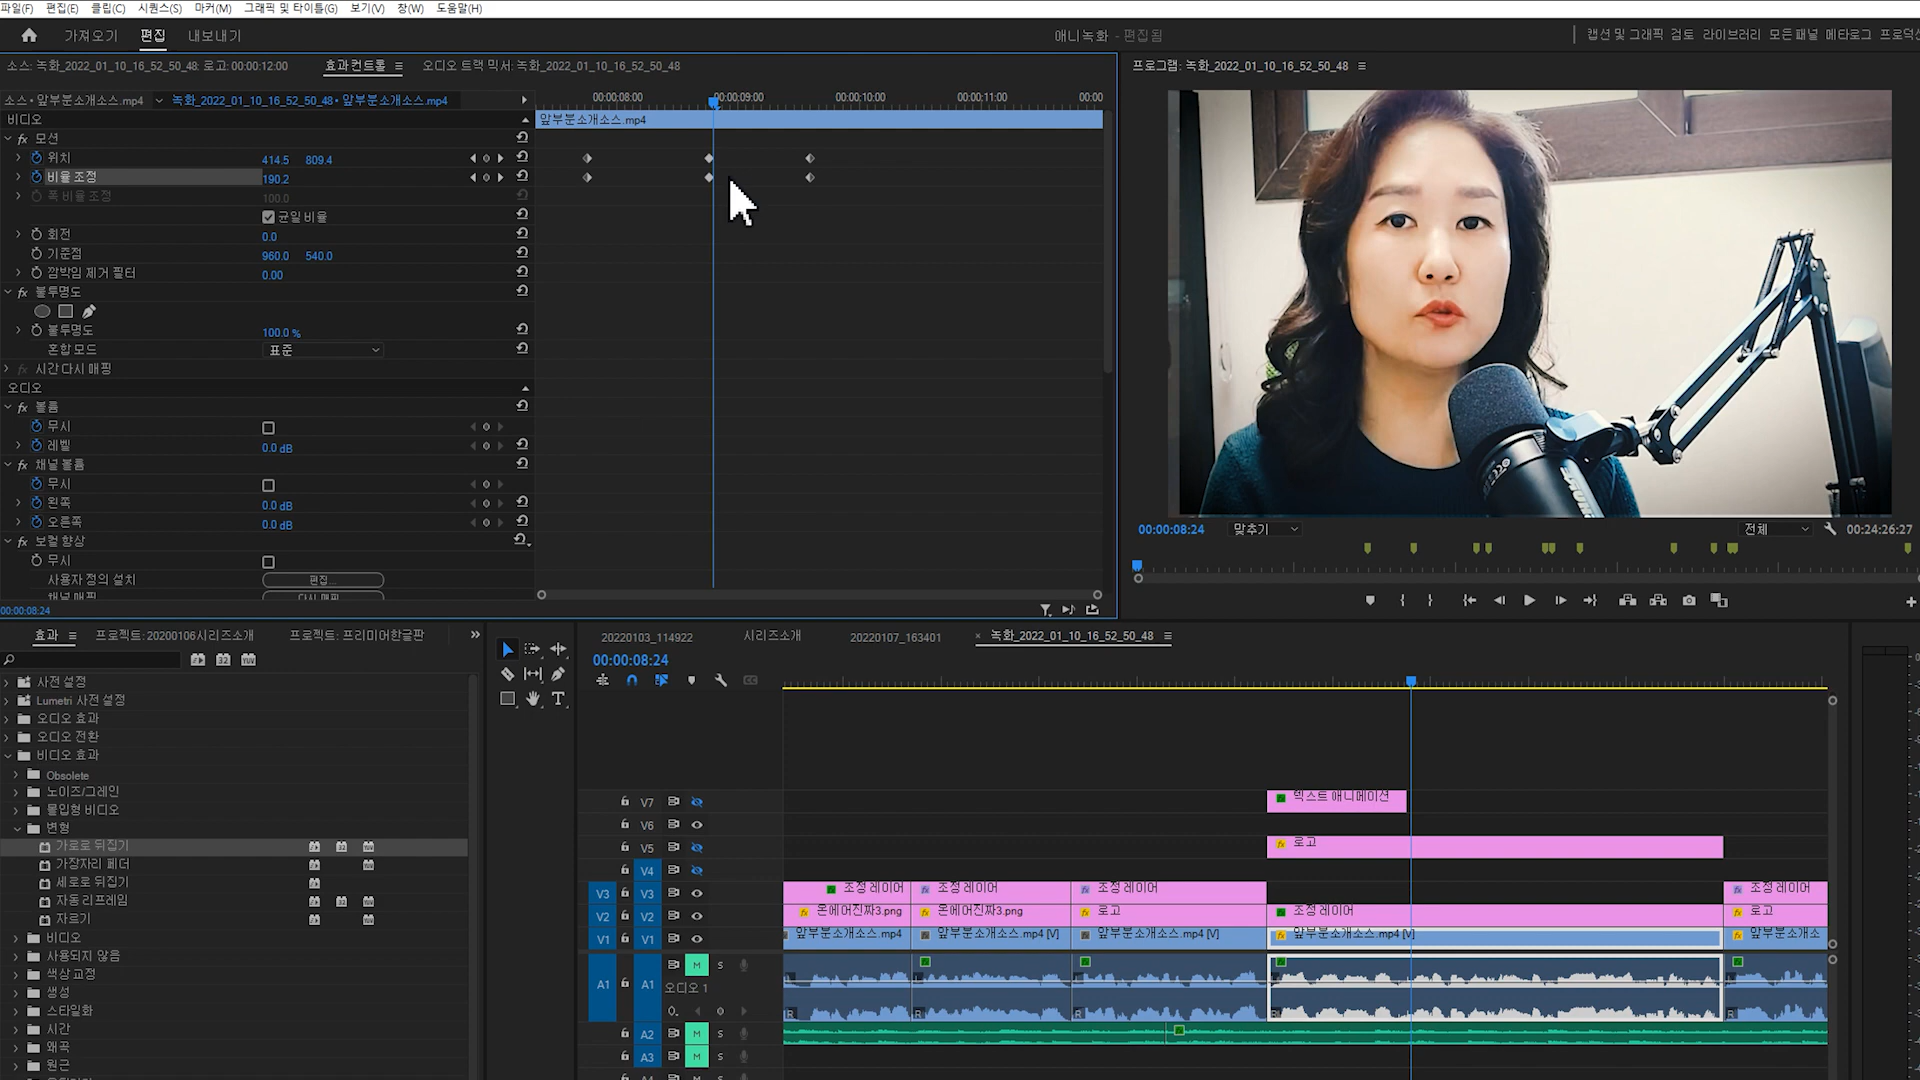 파일(F) 편집(E) 클립(C) 시퀀스(S) 마커(M) 그래픽 및 타이틀(G) 보기(V) 창(W) 도움말(H)
가져오기 편집 내보내기 애니녹화 - 편집됨 캡션 및 그래픽 검토 라이브러리 모든 패널 메타로그 프로덕션
소스: 녹화_2022_01_10_16_52_50_48: 로고: 00:00:12:00 효과 컨트롤 오디오 트랙 믹서: 녹화_2022_01_10_16_52_50_48
프로그램: 녹화_2022_01_10_16_52_50_48
소스 • 앞부분소개소스.mp4 녹화_2022_01_10_16_52_50_48 • 앞부분소개소스.mp4
00:00:08:00 00:00:09:00 00:00:10:00 00:00:11:00 00:00
비디오 앞부분소개소스.mp4
fx 모션
위치 414.5 809.4
비율 조정 190.2
폭 비율 조정 100.0
균일 비율
회전 0.0
기준점 960.0 540.0
깜박임 제거 필터 0.00
fx 불투명도
불투명도 100.0 %
혼합 모드 표준
fx 시간 다시 매핑
오디오
fx 볼륨
무시
레벨 0.0 dB
fx 채널 볼륨
무시
왼쪽 0.0 dB
오른쪽 0.0 dB
fx 보컬 향상
무시
사용자 정의 설치 편집...
채널 매핑 다시 매핑
00:00:08:24
00:00:08:24 맞추기 전체 00:24:26:27
효과 프로젝트: 20200106시리즈소개 프로젝트: 프리미어한글판
32
사전 설정
Lumetri 사전 설정
오디오 효과
오디오 전환
비디오 효과
Obsolete
노이즈/그레인
몰입형 비디오
변형
가로로 뒤집기
가장자리 페더
세로로 뒤집기
자동 리프레임
자르기
비디오
사용되지 않음
색상 교정
생성
스타일화
시간
왜곡
원근
20220103_114922 시리즈소개 20220107_163401 × 녹화_2022_01_10_16_52_50_48
00:00:08:24
V7 텍스트 애니메이션
V6
V5 로고
V4
V3 V3 조정 레이어 조정 레이어 조정 레이어 조정 레이어
V2 V2 온에어진짜3.png 온에어진짜3.png 로고 조정 레이어 로고
V1 V1 앞부분소개소스.mp4 앞부분소개소스.mp4 [V] 앞부분소개소스.mp4 [V] 앞부분소개소스.mp4 [V] 앞부분소개소
A1 A1 M S
오디오 1
A2 M S
A3 M S